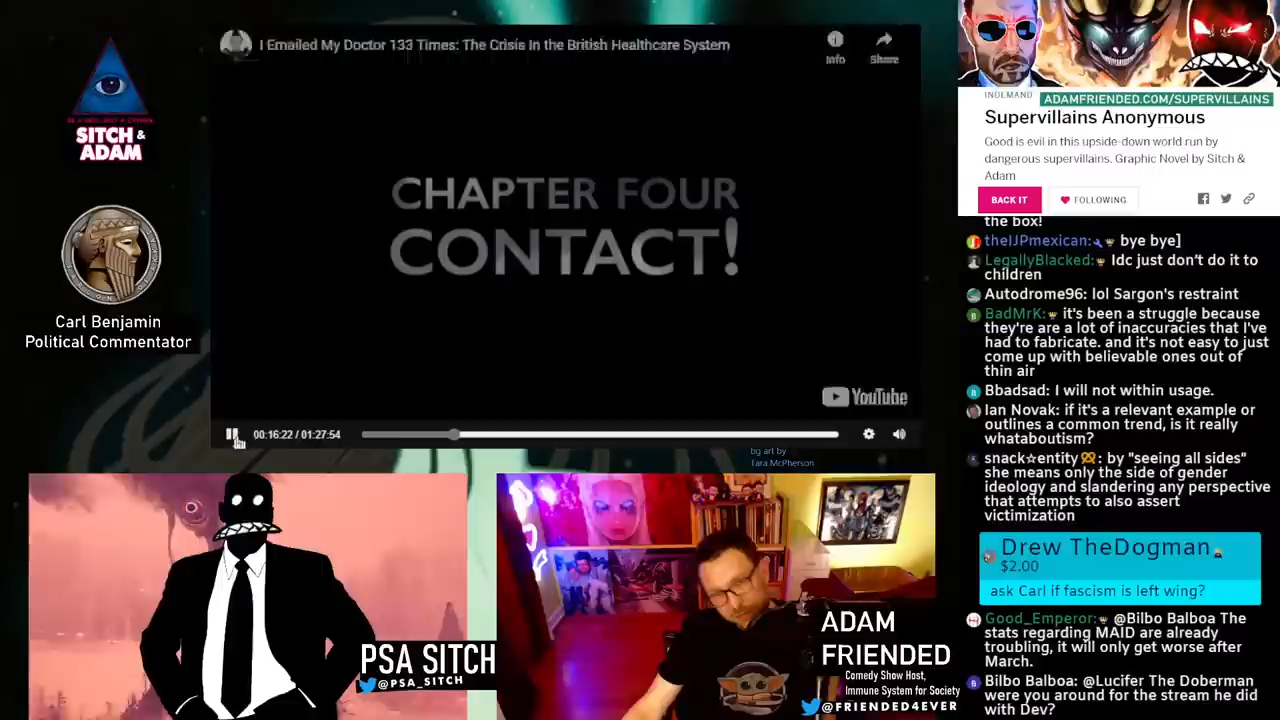 I Emailed My Doctor 133 Times: The Crisis In the British Healthcare System
Info
Share
CHAPTER FOUR
CONTACT!
YouTube
00:16:22 / 01:27:54
SITCH &
ADAM
Carl Benjamin
Political Commentator
bg art by
Tara McPherson
PSA SITCH
@PSA_SITCH
ADAM
FRIENDED
Comedy Show Host,
Immune System for Society
@FRIENDED4EVER
INDEMAND
ADAMFRIENDED.COM/SUPERVILLAINS
Supervillains Anonymous
Good is evil in this upside-down world run by
dangerous supervillains. Graphic Novel by Sitch &
Adam
BACK IT
FOLLOWING
the box!
theIJPmexican: bye bye]
LegallyBlacked: Idc just don't do it to
children
Autodrome96: lol Sargon's restraint
BadMrK: it's been a struggle because
they're are a lot of inaccuracies that I've
had to fabricate. and it's not easy to just
come up with believable ones out of
thin air
Bbadsad: I will not within usage.
Ian Novak: if it's a relevant example or
outlines a common trend, is it really
whataboutism?
snack☆entity: by "seeing all sides"
she means only the side of gender
ideology and slandering any perspective
that attempts to also assert
victimization
Drew TheDogman
$2.00
ask Carl if fascism is left wing?
Good_Emperor: @Bilbo Balboa The
stats regarding MAID are already
troubling, it will only get worse after
March.
Bilbo Balboa: @Lucifer The Doberman
were you around for the stream he did
with Dev?